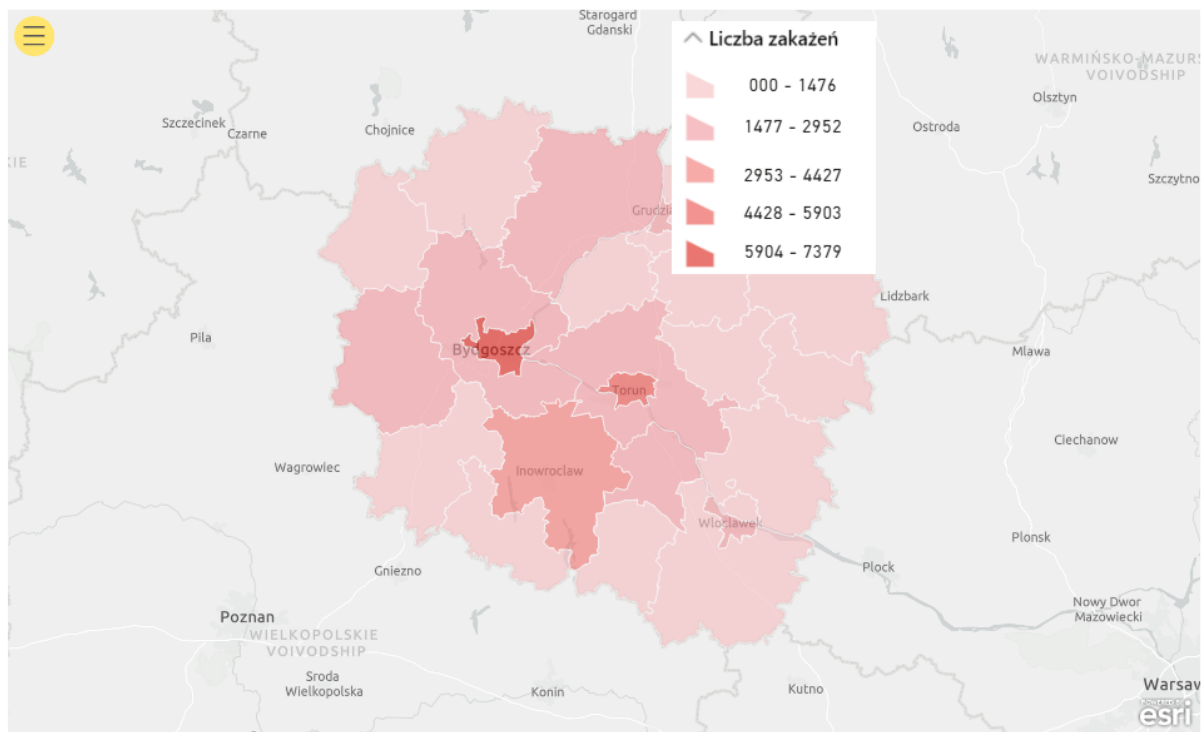 Starogard
Gdanski
Liczba zakażeń
000 - 1476
1477 - 2952
2953 - 4427
4428 - 5903
5904 - 7379
WARMIŃSKO-MAZURS
VOIVODSHIP
Olsztyn
Szczecinek
Czarne
Chojnice
Ostroda
KIE
Szczytno
Grudzia
Lidzbark
Pila
Bydgoszcz
Mlawa
Torun
Ciechanow
Wagrowiec
Inowroclaw
Wloclawek
Plonsk
Gniezno
Plock
Nowy Dwor
Mazowiecki
Poznan
WIELKOPOLSKIE
VOIVODSHIP
Sroda
Wielkopolska
Konin
Kutno
Warsaw
esri